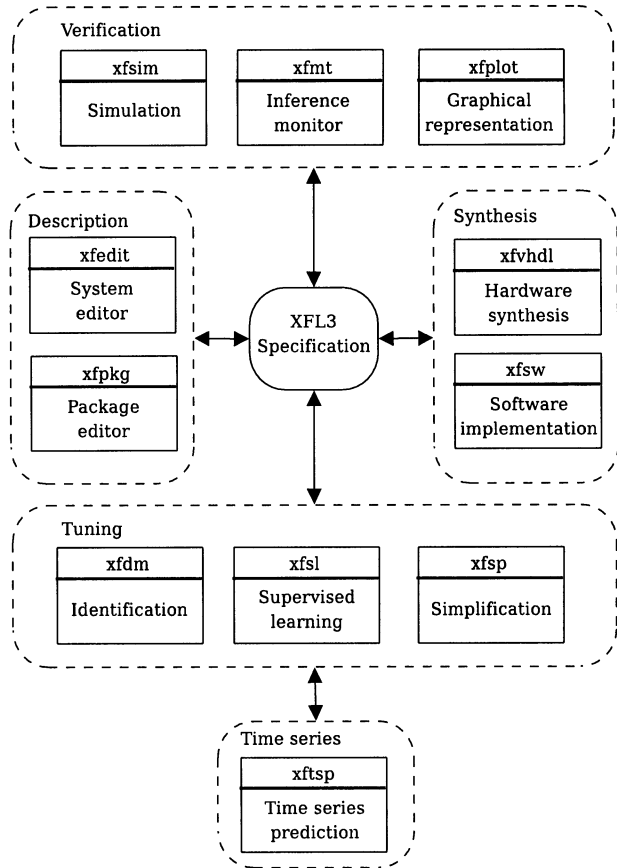 Verification
xfsim
Simulation
xfmt
Inference
monitor
xfplot
Graphical
representation
Description
xfedit
System
editor
xfpkg
Package
editor
XFL3
Specification
Synthesis
xfvhdl
Hardware
synthesis
xfsw
Software
implementation
Tuning
xfdm
Identification
xfsl
Supervised
learning
xfsp
Simplification
Time series
xftsp
Time series
prediction